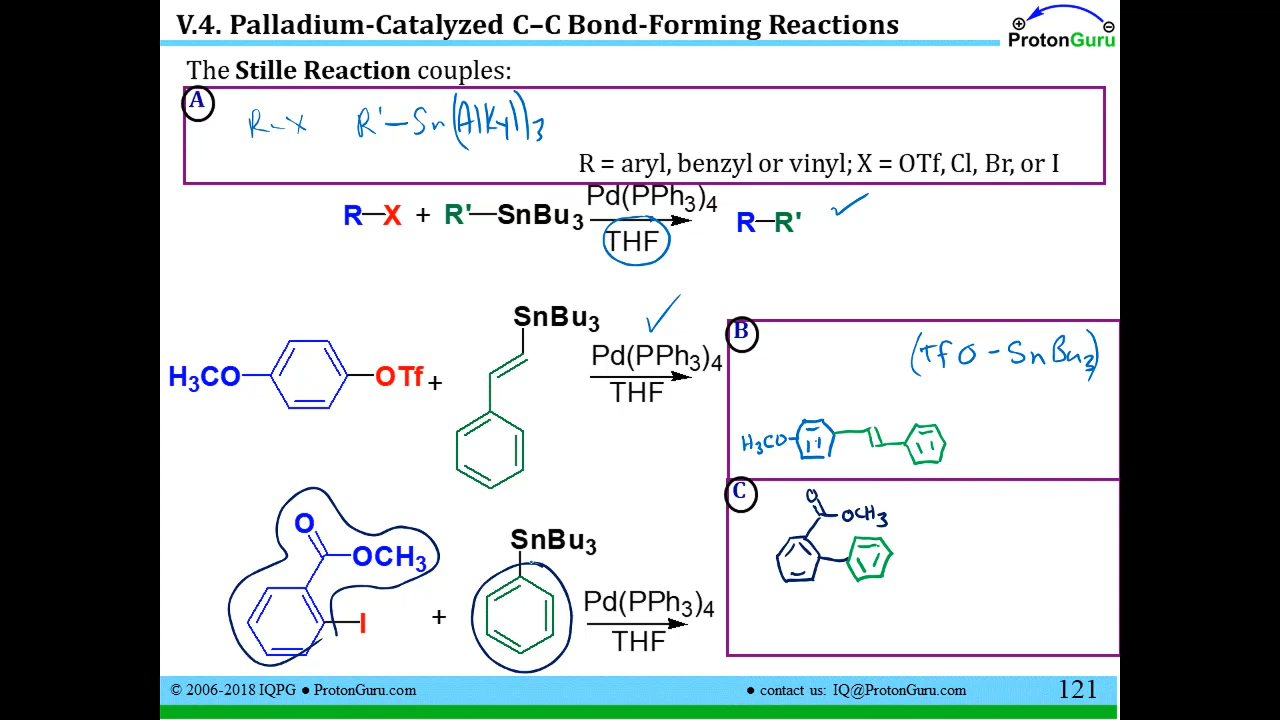 V.4. Palladium-Catalyzed C–C Bond-Forming Reactions
⊕ ⊖
ProtonGuru
The Stille Reaction couples:
A
R-X R'-Sn(Alkyl)3
R = aryl, benzyl or vinyl; X = OTf, Cl, Br, or I
Pd(PPh3)4
R-X + R'-SnBu3
THF
R-R'
SnBu3
Pd(PPh3)4
THF
H3CO
OTf
+
B
(TfO-SnBu3)
H3CO
C
O
OCH3
O
OCH3
I
+
SnBu3
Pd(PPh3)4
THF
© 2006-2018 IQPG ● ProtonGuru.com
● contact us: IQ@ProtonGuru.com
121